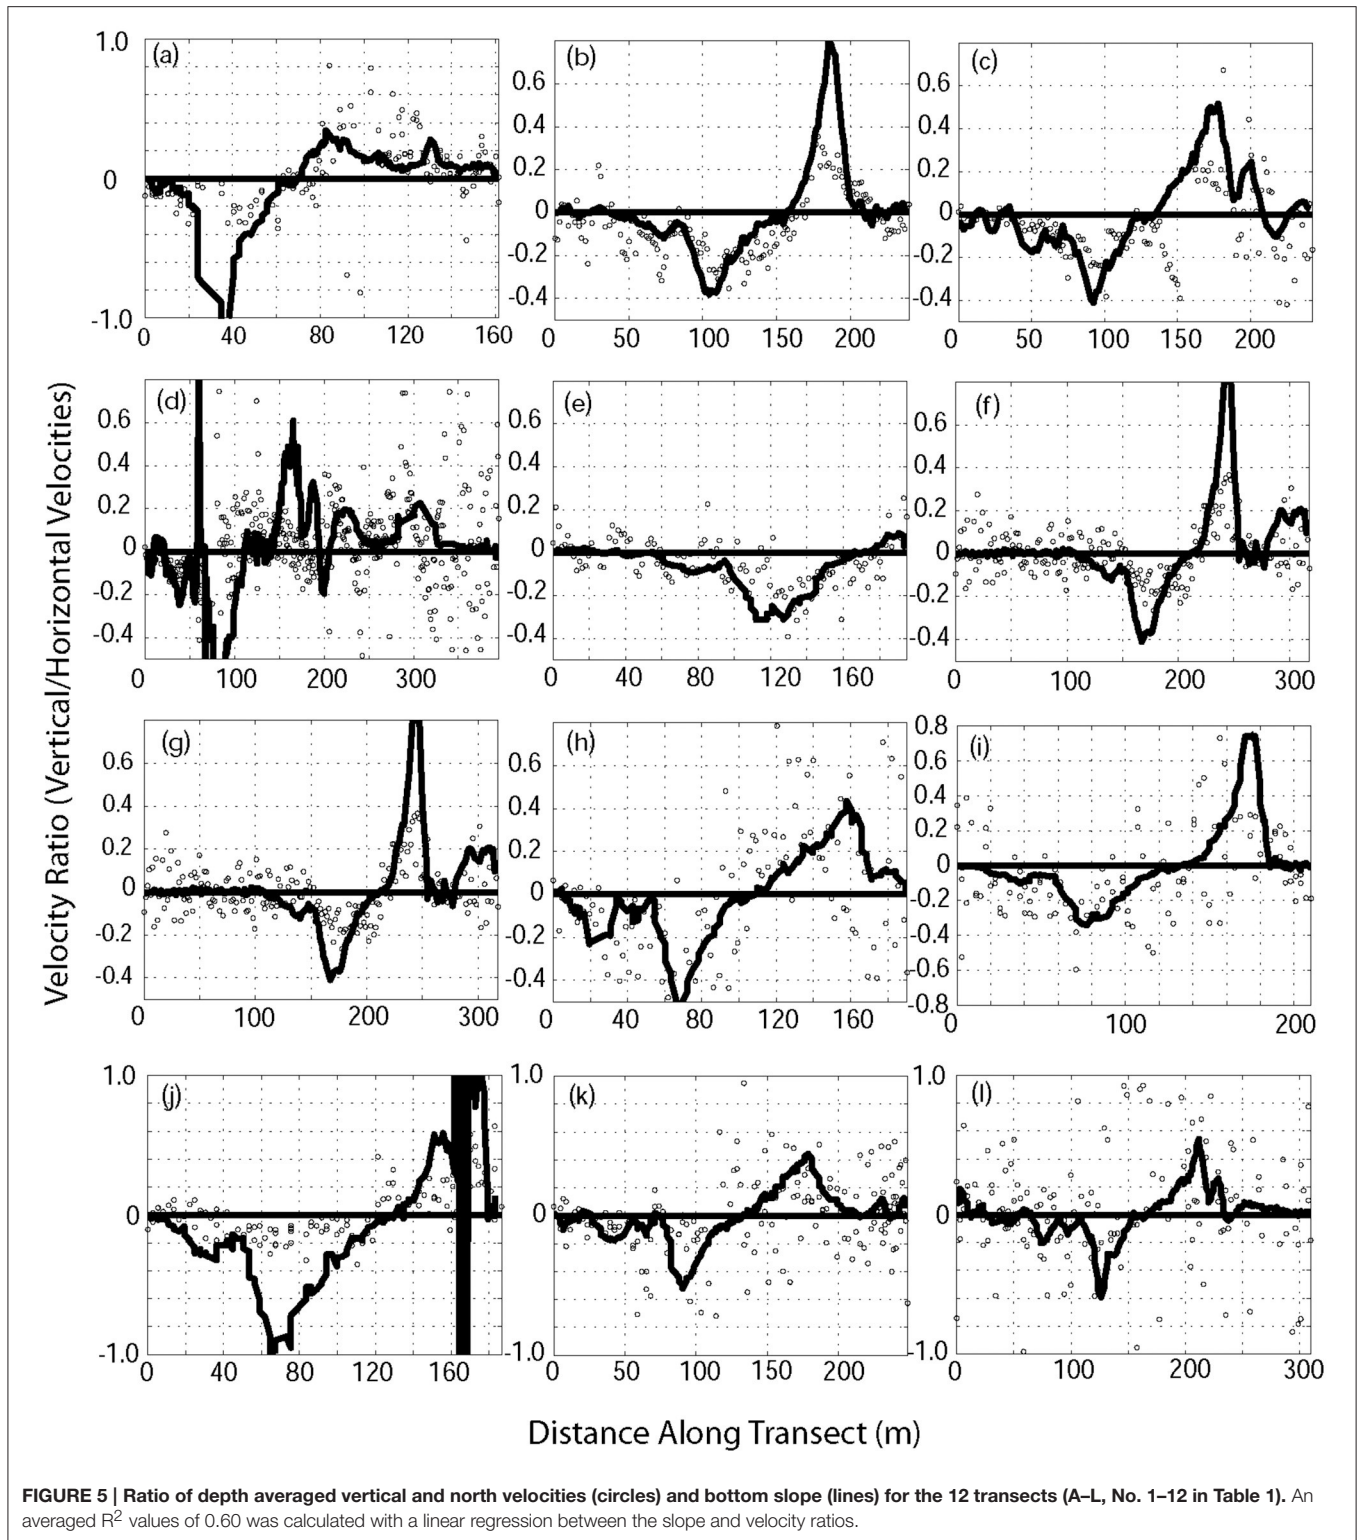 (a)
1.0
0
-1.0
0 40 80 120 160
(b)
0.6
0.4
0.2
0
-0.2
-0.4
0 50 100 150 200
(c)
0.6
0.4
0.2
0
-0.2
-0.4
0 50 100 150 200
(d)
0.6
0.4
0.2
0
-0.2
-0.4
0 100 200 300
(e)
0.6
0.4
0.2
0
-0.2
-0.4
0 40 80 120 160
(f)
0.6
0.4
0.2
0
-0.2
-0.4
0 100 200 300
(g)
0.6
0.4
0.2
0
-0.2
-0.4
0 100 200 300
(h)
0.6
0.4
0.2
0
-0.2
-0.4
0 40 80 120 160
(i)
0.8
0.6
0.4
0.2
0
-0.2
-0.4
-0.6
-0.8
0 100 200
(j)
1.0
0
-1.0
0 40 80 120 160
(k)
1.0
0
-1.0
0 50 100 150 200
(l)
1.0
0
-1.0
0 100 200 300
Velocity Ratio (Vertical/Horizontal Velocities)
Distance Along Transect (m)
FIGURE 5 | Ratio of depth averaged vertical and north velocities (circles) and bottom slope (lines) for the 12 transects (A–L, No. 1–12 in Table 1). An
averaged R² values of 0.60 was calculated with a linear regression between the slope and velocity ratios.